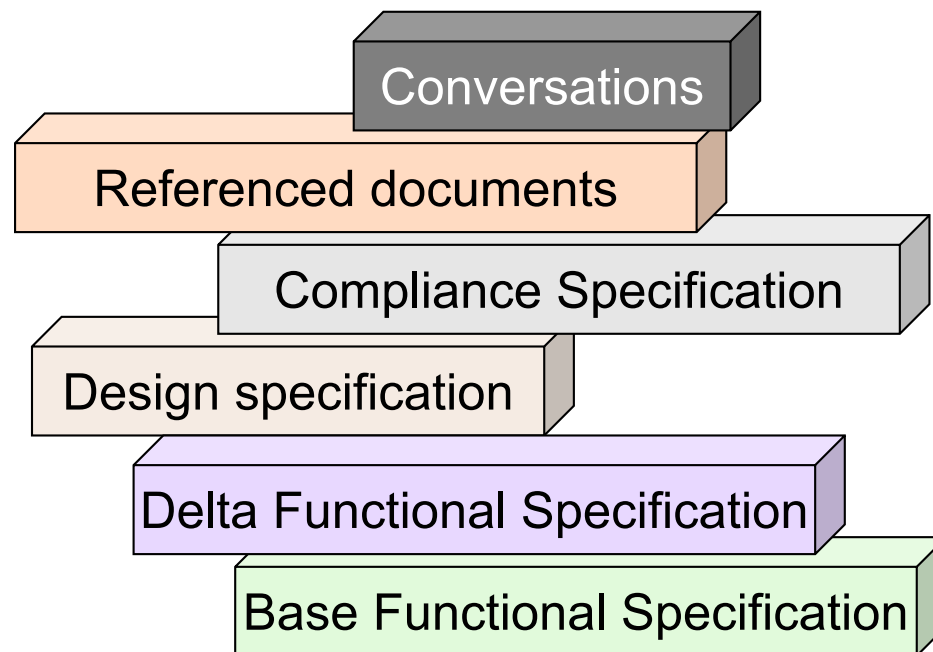 Conversations
Referenced documents
Compliance Specification
Design specification
Delta Functional Specification
Base Functional Specification